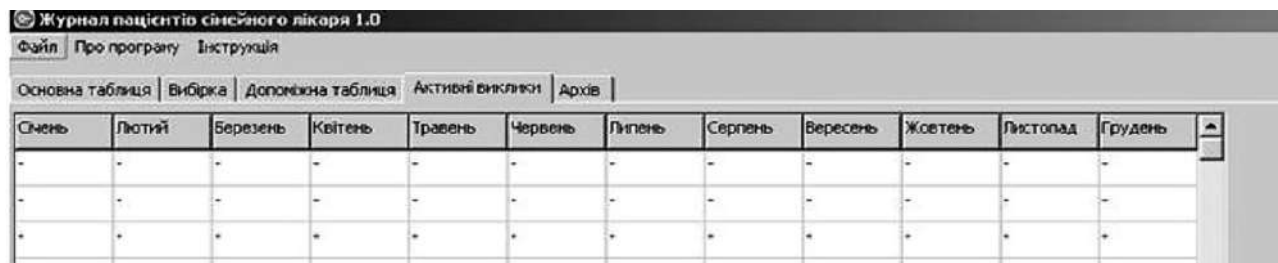 Журнал пацієнтів сімейного лікаря 1.0
Файл Про програму Інструкція
Основна таблиця Вибірка Допоміжна таблиця Активні виклики Архів
Січень Лютий Березень Квітень Травень Червень Липень Серпень Вересень Жовтень Листопад Грудень
- - - - - - - - - - - -
- - - - - - - - - - - -
+ + + + + + + + + + + +